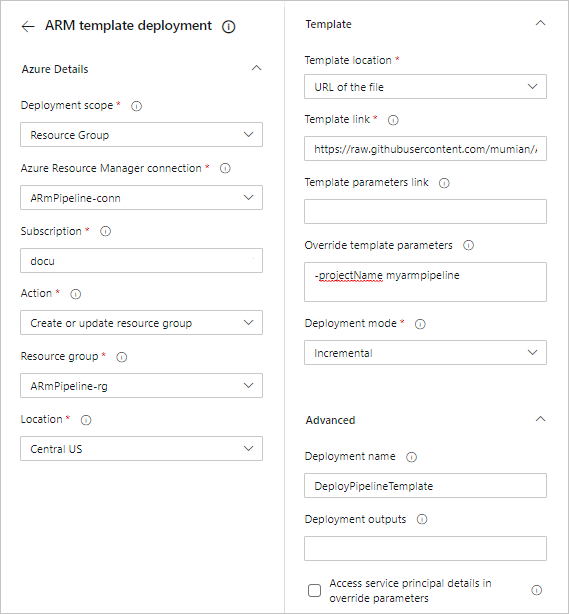 ARM template deployment
Azure Details
Deployment scope *
Resource Group
Azure Resource Manager connection *
ARmPipeline-conn
Subscription *
docu
Action *
Create or update resource group
Resource group *
ARmPipeline-rg
Location *
Central US
Template
Template location *
URL of the file
Template link *
https://raw.githubusercontent.com/mumian/
Template parameters link
Override template parameters
-projectName myarmpipeline
Deployment mode *
Incremental
Advanced
Deployment name
DeployPipelineTemplate
Deployment outputs
Access service principal details in
override parameters